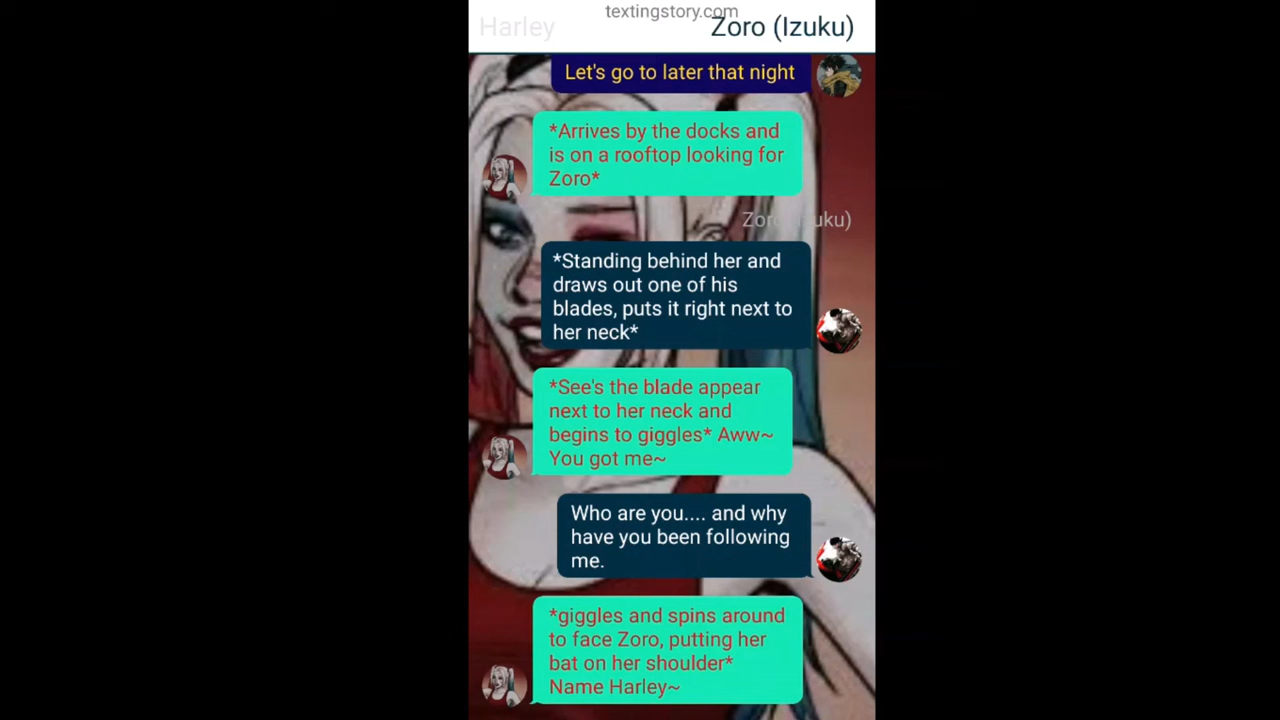 textingstory.com
Harley
Zoro (Izuku)
Let's go to later that night
*Arrives by the docks and
is on a rooftop looking for
Zoro*
Zoro (Izuku)
*Standing behind her and
draws out one of his
blades, puts it right next to
her neck*
*See's the blade appear
next to her neck and
begins to giggles* Aww~
You got me~
Who are you.... and why
have you been following
me.
*giggles and spins around
to face Zoro, putting her
bat on her shoulder*
Name Harley~